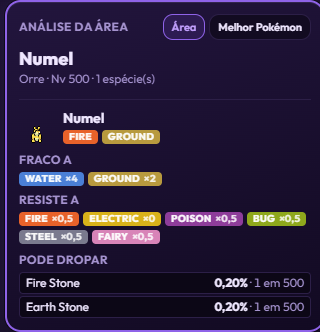 ANÁLISE DA ÁREA
Área
Melhor Pokémon
Numel
Orre · Nv 500 · 1 espécie(s)
Numel
FIRE GROUND
FRACO A
WATER ×4 GROUND ×2
RESISTE A
FIRE ×0,5 ELECTRIC ×0 POISON ×0,5 BUG ×0,5
STEEL ×0,5 FAIRY ×0,5
PODE DROPAR
Fire Stone 0,20% · 1 em 500
Earth Stone 0,20% · 1 em 500